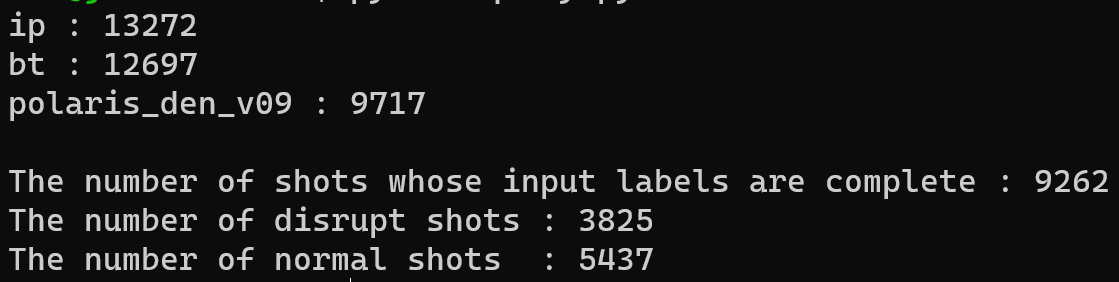 ip : 13272
bt : 12697
polaris_den_v09 : 9717
The number of shots whose input labels are complete : 9262
The number of disrupt shots : 3825
The number of normal shots  : 5437